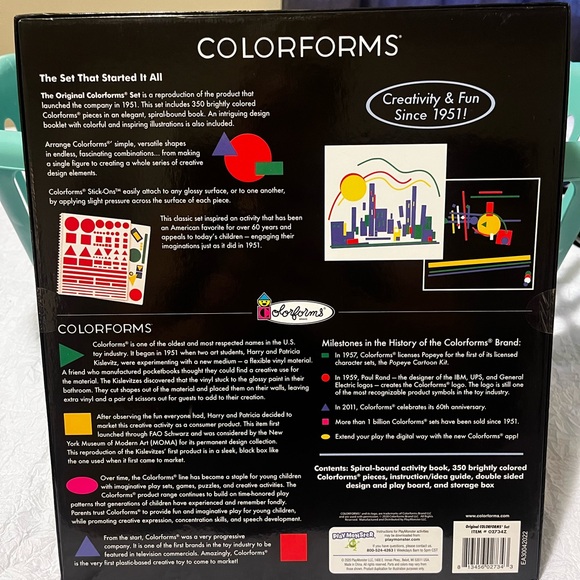 COLORFORMS®
The Set That Started It All
The Original Colorforms® Set is a reproduction of the product that
launched the company in 1951. This set includes 350 brightly colored
Colorforms® pieces in an elegant, spiral-bound book. An intriguing design
booklet with colorful and inspiring illustrations is also included.
Arrange Colorforms®' simple, versatile shapes
in endless, fascinating combinations... from making
a single figure to creating a whole series of creative
design elements.
Colorforms® Stick-Ons™ easily attach to any glossy surface, or to one another,
by applying slight pressure across the surface of each piece.
This classic set inspired an activity that has been
an American favorite for over 60 years and
appeals to today's children – engaging their
imaginations just as it did in 1951.
Creativity & Fun
Since 1951!
Colorforms®
COLORFORMS®
Colorforms® is one of the oldest and most respected names in the U.S.
toy industry. It began in 1951 when two art students, Harry and Patricia
Kislevitz, were experimenting with a new medium – a flexible vinyl material.
A friend who manufactured pocketbooks thought they could find a creative use for
the material. The Kislevitzes discovered that the vinyl stuck to the glossy paint in their
bathroom. They cut shapes out of the material and placed them on their walls, leaving
extra vinyl and a pair of scissors out for guests to add to their creation.
After observing the fun everyone had, Harry and Patricia decided to
market this creative activity as a consumer product. This item first
launched through FAO Schwarz and was considered by the New
York Museum of Modern Art (MOMA) for its permanent design collection.
This reproduction of the Kislevitzes' first product is in a sleek, black box like
the one used when it first came to market.
Over time, the Colorforms® line has become a staple for young children
with imaginative play sets, games, puzzles, and creative activities. The
Colorforms® product range continues to build on time-honored play
patterns that generations of children have experienced and remember fondly.
Parents trust Colorforms® to provide fun and imaginative play for young children,
while promoting creative expression, concentration skills, and speech development.
From the start, Colorforms® was a very progressive
company. It is one of the first brands in the toy industry to be
featured in television commercials. Amazingly, Colorforms® is
the very first plastic-based creative toy to come to market!
Milestones in the History of the Colorforms® Brand:
In 1957, Colorforms® licenses Popeye for the first of its licensed
character sets, the Popeye Cartoon Kit.
In 1959, Paul Rand – the designer of the IBM, UPS, and General
Electric logos – creates the Colorforms® logo. The logo is still one
of the most recognizable product symbols in the toy industry.
In 2011, Colorforms® celebrates its 60th anniversary.
More than 1 billion Colorforms® sets have been sold since 1951.
Extend your play the digital way with the new Colorforms® app!
Contents: Spiral-bound activity book, 350 brightly colored
Colorforms® pieces, instruction/idea guide, double sided
design and play board, and storage box
PLAYMONSTER
playmonster.com
800-524-4263
Original COLORFORMS® Set
ITEM # 02734Z
EA30042022